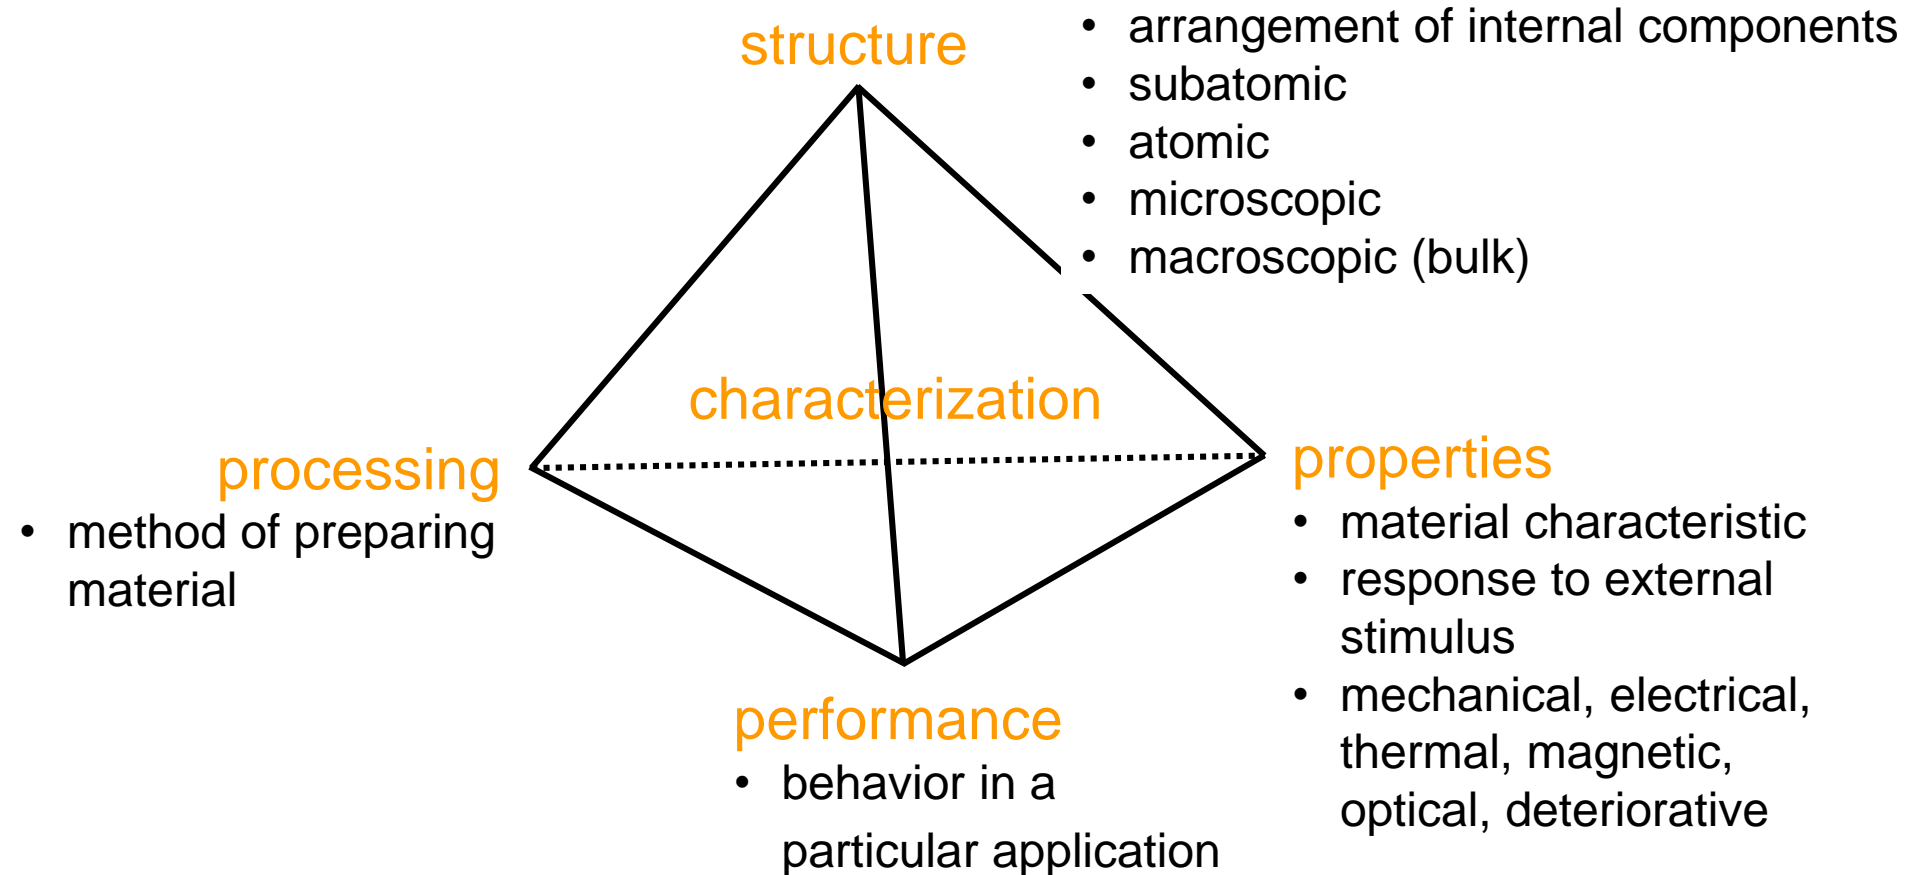 structure
• arrangement of internal components
• subatomic
• atomic
• microscopic
• macroscopic (bulk)
characterization
processing
• method of preparing
material
properties
• material characteristic
• response to external
stimulus
• mechanical, electrical,
thermal, magnetic,
optical, deteriorative
performance
• behavior in a
particular application